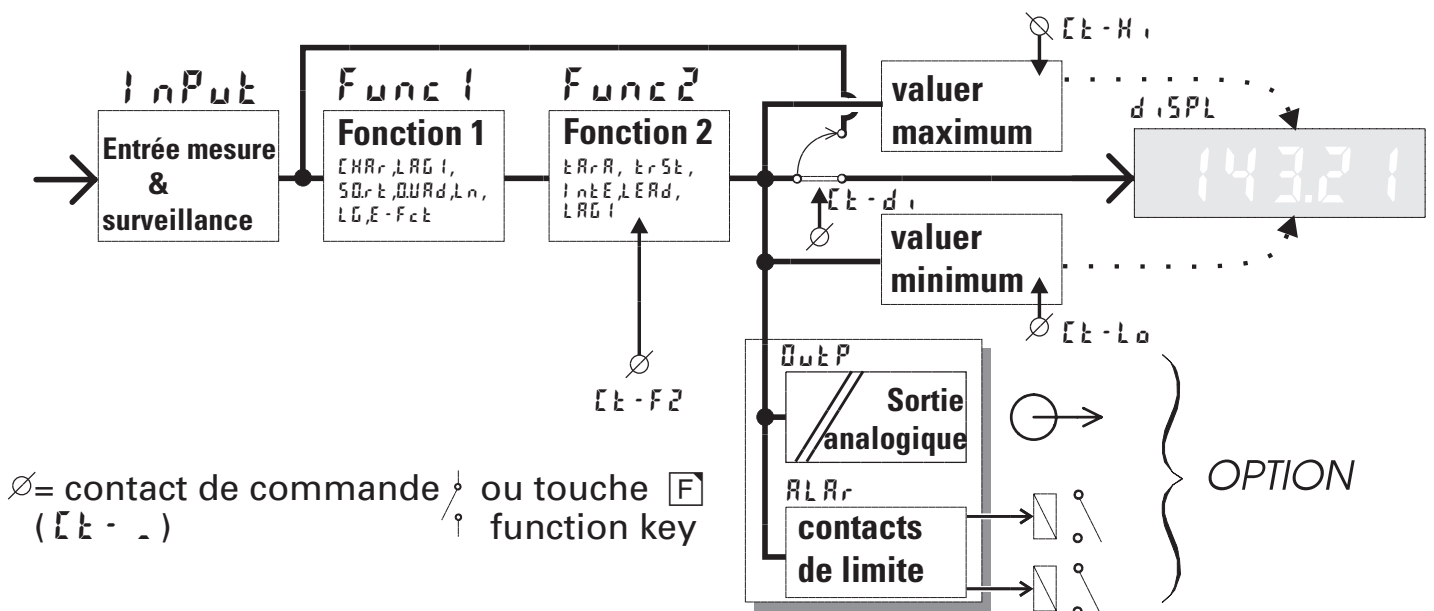 InPut
Entrée mesure
&
surveillance
Func1
Fonction 1
CHAr,LAG1,
SQrt,QUAd,Ln,
LG,E-Fct
Func2
Fonction 2
tArA, trSt,
IntE,LEAd,
LAG1
Ct-F2
valuer
maximum
Ct-Hi
Ct-di
valuer
minimum
Ct-Lo
diSPL
143.21
OutP
Sortie
analogique
ALAr
contacts
de limite
OPTION
∅= contact de commande ou touche F
(Ct- ) function key